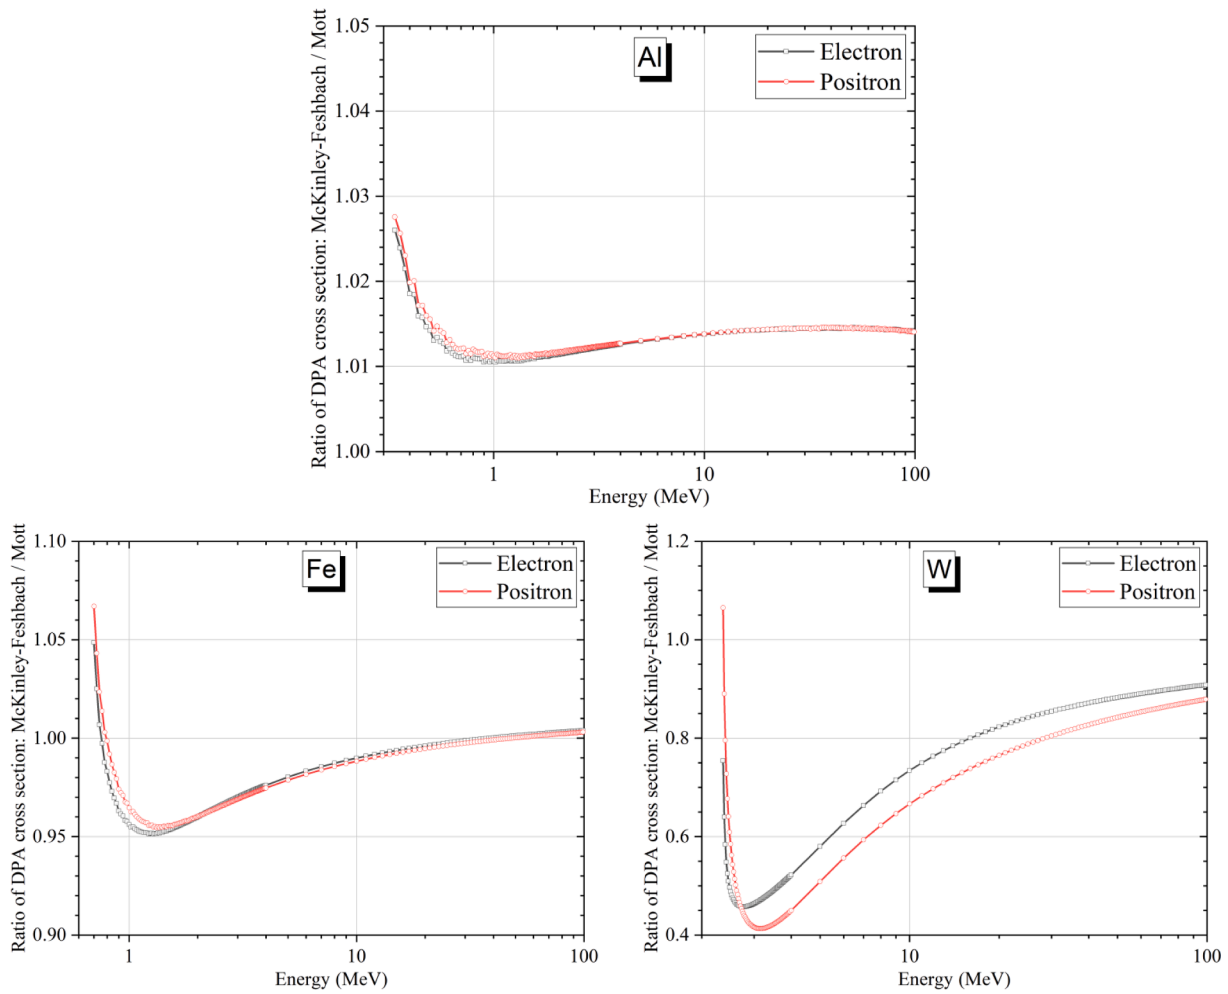 Ratio of DPA cross section: McKinley-Feshbach / Mott
1.05
1.04
1.03
1.02
1.01
1.00
Al
Electron
Positron
1
10
100
Energy (MeV)
Ratio of DPA cross section: McKinley-Feshbach / Mott
1.10
1.05
1.00
0.95
0.90
Fe
Electron
Positron
1
10
100
Energy (MeV)
Ratio of DPA cross section: McKinley-Feshbach / Mott
1.2
1.0
0.8
0.6
0.4
W
Electron
Positron
10
100
Energy (MeV)